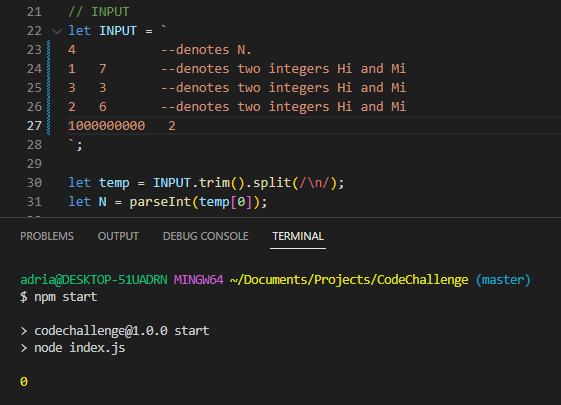 21 // INPUT
22 let INPUT = `
23 4 --denotes N.
24 1 7 --denotes two integers Hi and Mi
25 3 3 --denotes two integers Hi and Mi
26 2 6 --denotes two integers Hi and Mi
27 1000000000 2
28 `;
29
30 let temp = INPUT.trim().split(/\n/);
31 let N = parseInt(temp[0]);
PROBLEMS OUTPUT DEBUG CONSOLE TERMINAL
adria@DESKTOP-51UADRN MINGW64 ~/Documents/Projects/CodeChallenge (master)
$ npm start
> codechallenge@1.0.0 start
> node index.js
0